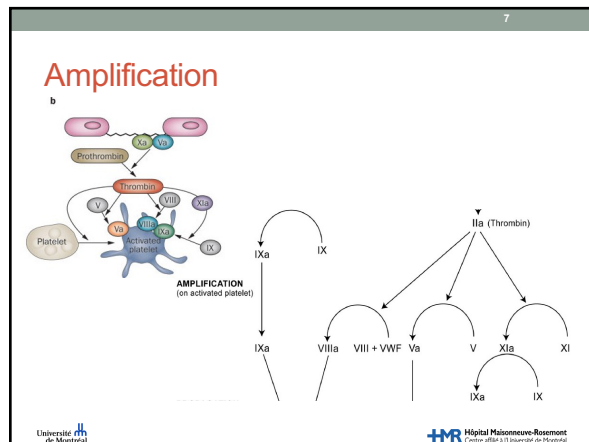 7
Amplification
b
Xa Va
Prothrombin
Thrombin
V VIII XIa
Va VIIIa IXa
Platelet
Activated
platelet
IX
IXa IX
IIa (Thrombin)
AMPLIFICATION
(on activated platelet)
IXa VIIIa VIII + VWF Va V XIa XI
IXa IX
Université
de Montréal
HMR Hôpital Maisonneuve-Rosemont
Centre affilié à l'Université de Montréal